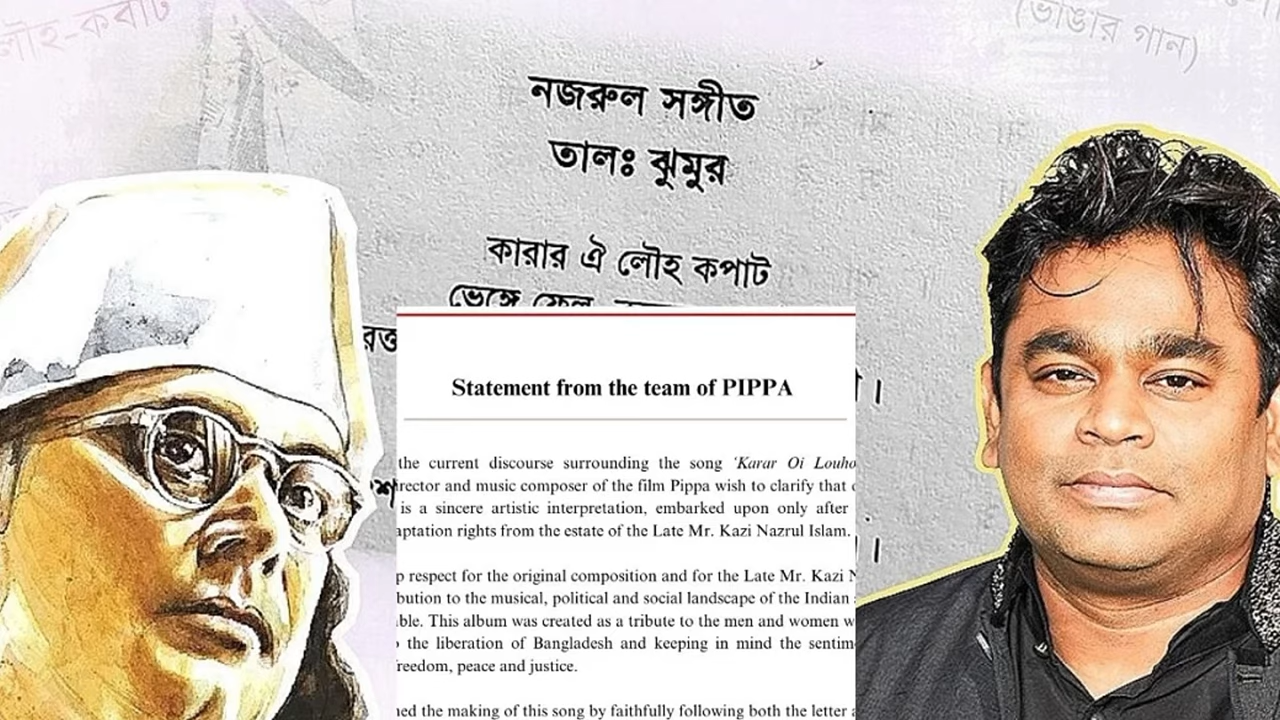 লৌহ-কবাট
(ভাঙার গান)
নজরুল সঙ্গীত
তালঃ ঝুমুর
কারার ঐ লৌহ কপাট
ভেঙ্গে ফেল
রক্ত
Statement from the team of PIPPA
the current discourse surrounding the song ‘Karar Oi Louho
rector and music composer of the film Pippa wish to clarify that
is a sincere artistic interpretation, embarked upon only after
aptation rights from the estate of the Late Mr. Kazi Nazrul Islam.
p respect for the original composition and for the Late Mr. Kazi N
bution to the musical, political and social landscape of the Indian
ble. This album was created as a tribute to the men and women w
the liberation of Bangladesh and keeping in mind the sentim
reedom, peace and justice.
ned the making of this song by faithfully following both the letter a